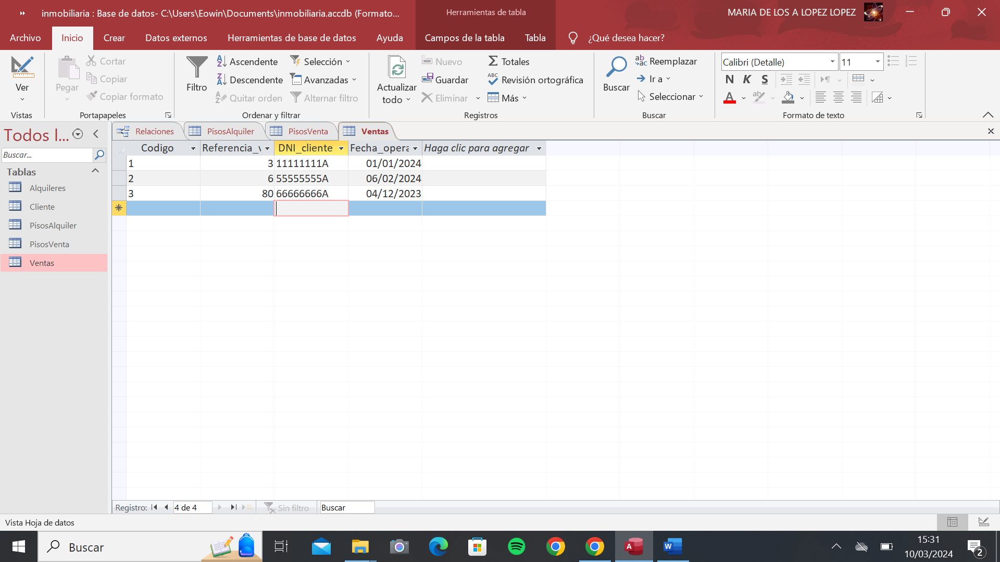 inmobiliaria : Base de datos- C:\Users\Eowin\Documents\inmobiliaria.accdb (Formato...
Herramientas de tabla
MARIA DE LOS A LOPEZ LOPEZ
Archivo
Inicio
Crear
Datos externos
Herramientas de base de datos
Ayuda
Campos de la tabla
Tabla
¿Qué desea hacer?
Ver
Vistas
Pegar
Cortar
Copiar
Copiar formato
Portapapeles
Filtro
Ascendente
Descendente
Quitar orden
Selección
Avanzadas
Alternar filtro
Ordenar y filtrar
Actualizar
todo
Nuevo
Guardar
Eliminar
Totales
Revisión ortográfica
Más
Registros
Buscar
Reemplazar
Ir a
Seleccionar
Buscar
Calibri (Detalle)
11
N K S
Formato de texto
Todos l...
Buscar...
Tablas
Alquileres
Cliente
PisosAlquiler
PisosVenta
Ventas
Relaciones
PisosAlquiler
PisosVenta
Ventas
Codigo Referencia_v DNI_cliente Fecha_opera Haga clic para agregar
1 3 11111111A 01/01/2024
2 6 55555555A 06/02/2024
3 80 66666666A 04/12/2023
Registro: 4 de 4 Sin filtro Buscar
Vista Hoja de datos
Buscar
15:31
10/03/2024
2